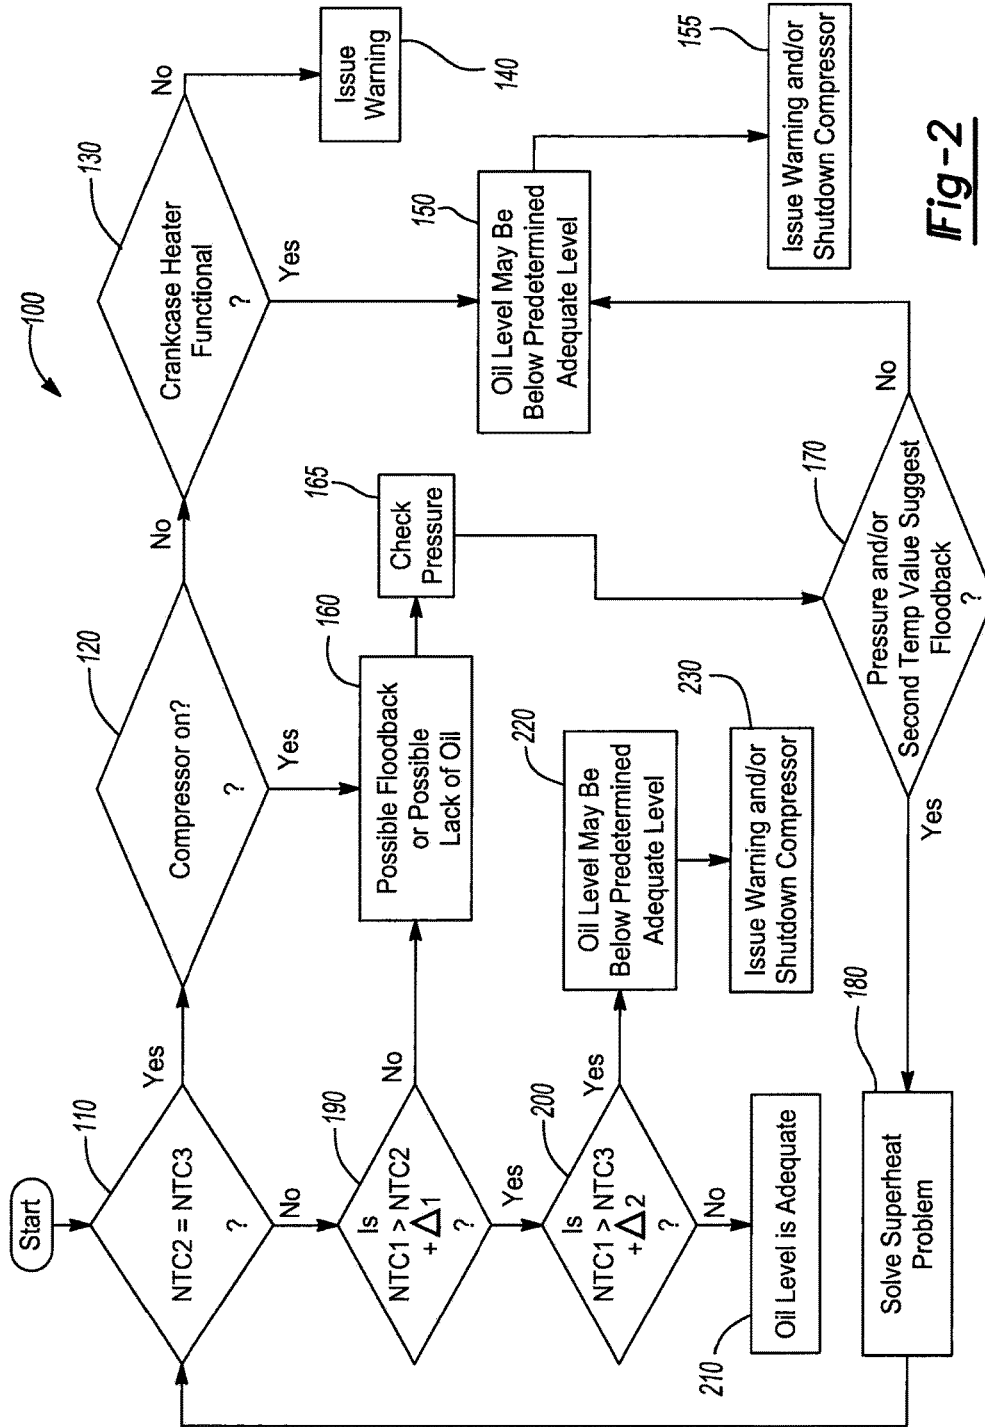 100
Start
110
NTC2 = NTC3
?
Yes
No
120
Compressor on?
?
No
Yes
130
Crankcase Heater
Functional
?
No
Yes
Issue
Warning
140
190
Is
NTC1 > NTC2
+ Δ1
?
No
Yes
160
Possible Floodback
or Possible
Lack of Oil
165
Check
Pressure
150
Oil Level May Be
Below Predetermined
Adequate Level
155
Issue Warning and/or
Shutdown Compressor
200
Is
NTC1 > NTC3
+ Δ2
?
Yes
No
220
Oil Level May Be
Below Predetermined
Adequate Level
230
Issue Warning and/or
Shutdown Compressor
210
Oil Level is Adequate
170
Pressure and/or
Second Temp Value Suggest
Floodback
?
No
Yes
180
Solve Superheat
Problem
Fig-2